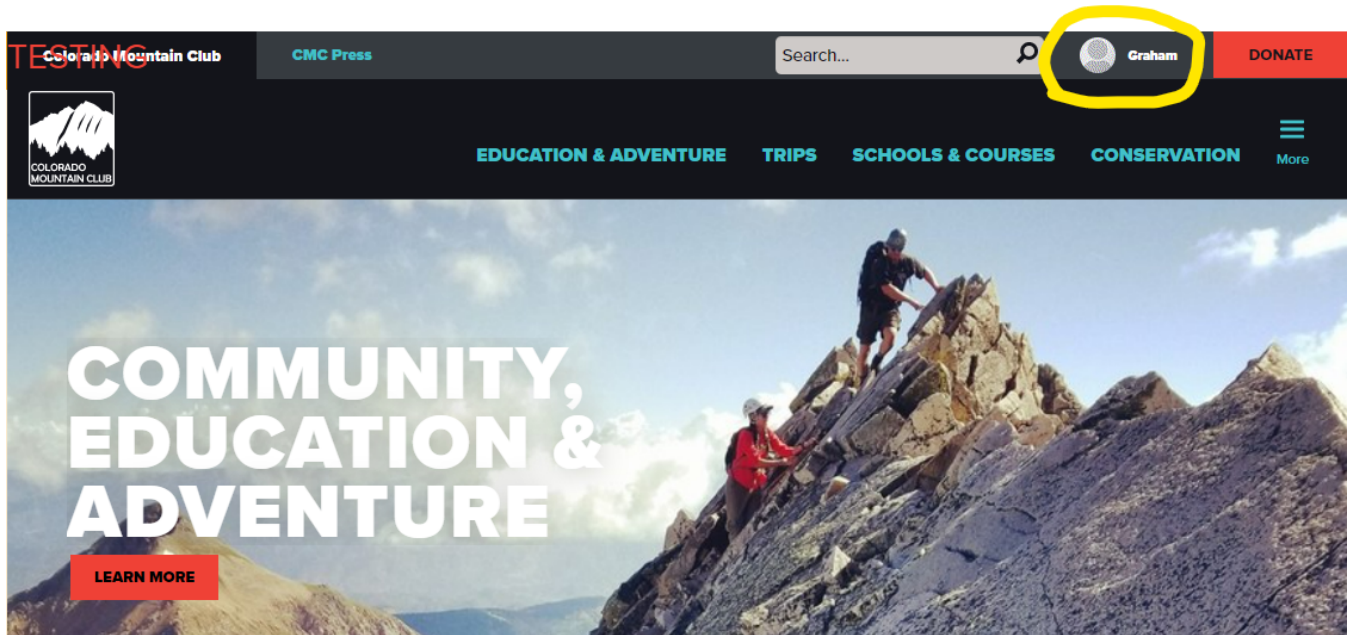 TESTING
Colorado Mountain Club
CMC Press
Search...
Graham
DONATE
COLORADO
MOUNTAIN CLUB
EDUCATION & ADVENTURE
TRIPS
SCHOOLS & COURSES
CONSERVATION
More
COMMUNITY,
EDUCATION &
ADVENTURE
LEARN MORE